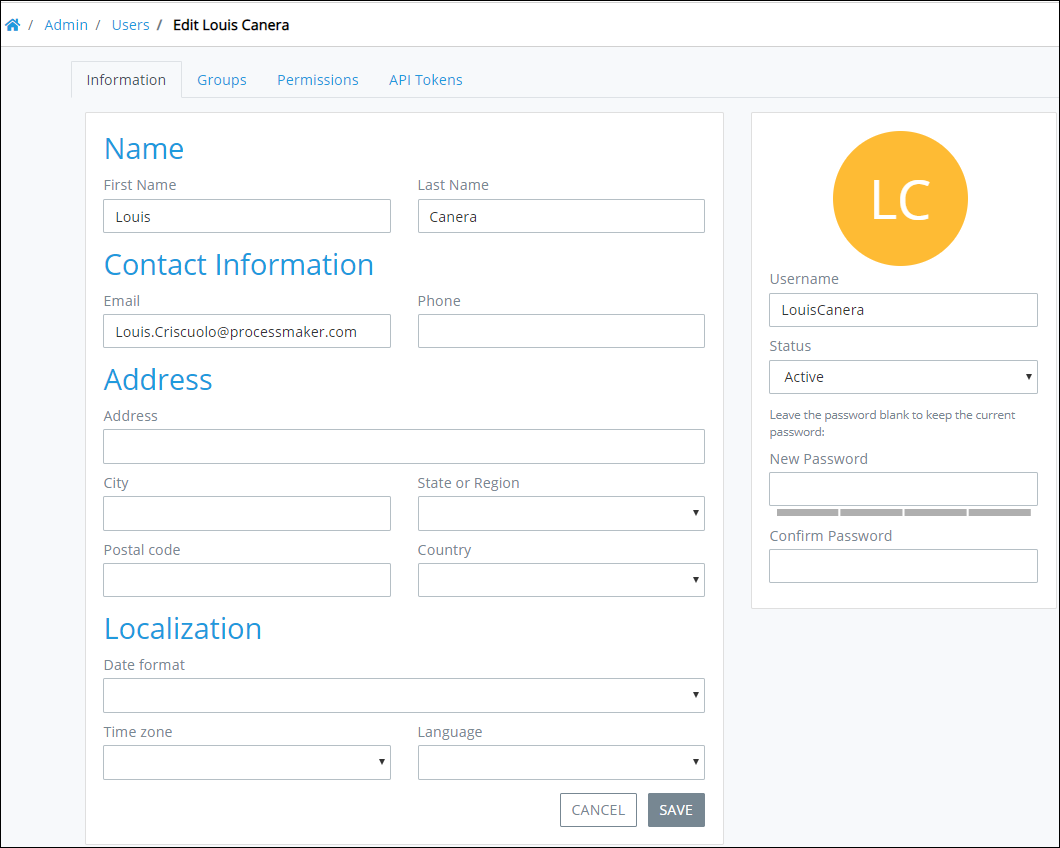 / Admin / Users / Edit Louis Canera
Information Groups Permissions API Tokens
Name
First Name Last Name
Louis Canera
Contact Information
Email Phone
Louis.Criscuolo@processmaker.com
Address
Address
City State or Region
Postal code Country
Localization
Date format
Time zone Language
CANCEL SAVE
LC
Username
LouisCanera
Status
Active
Leave the password blank to keep the current
password:
New Password
Confirm Password